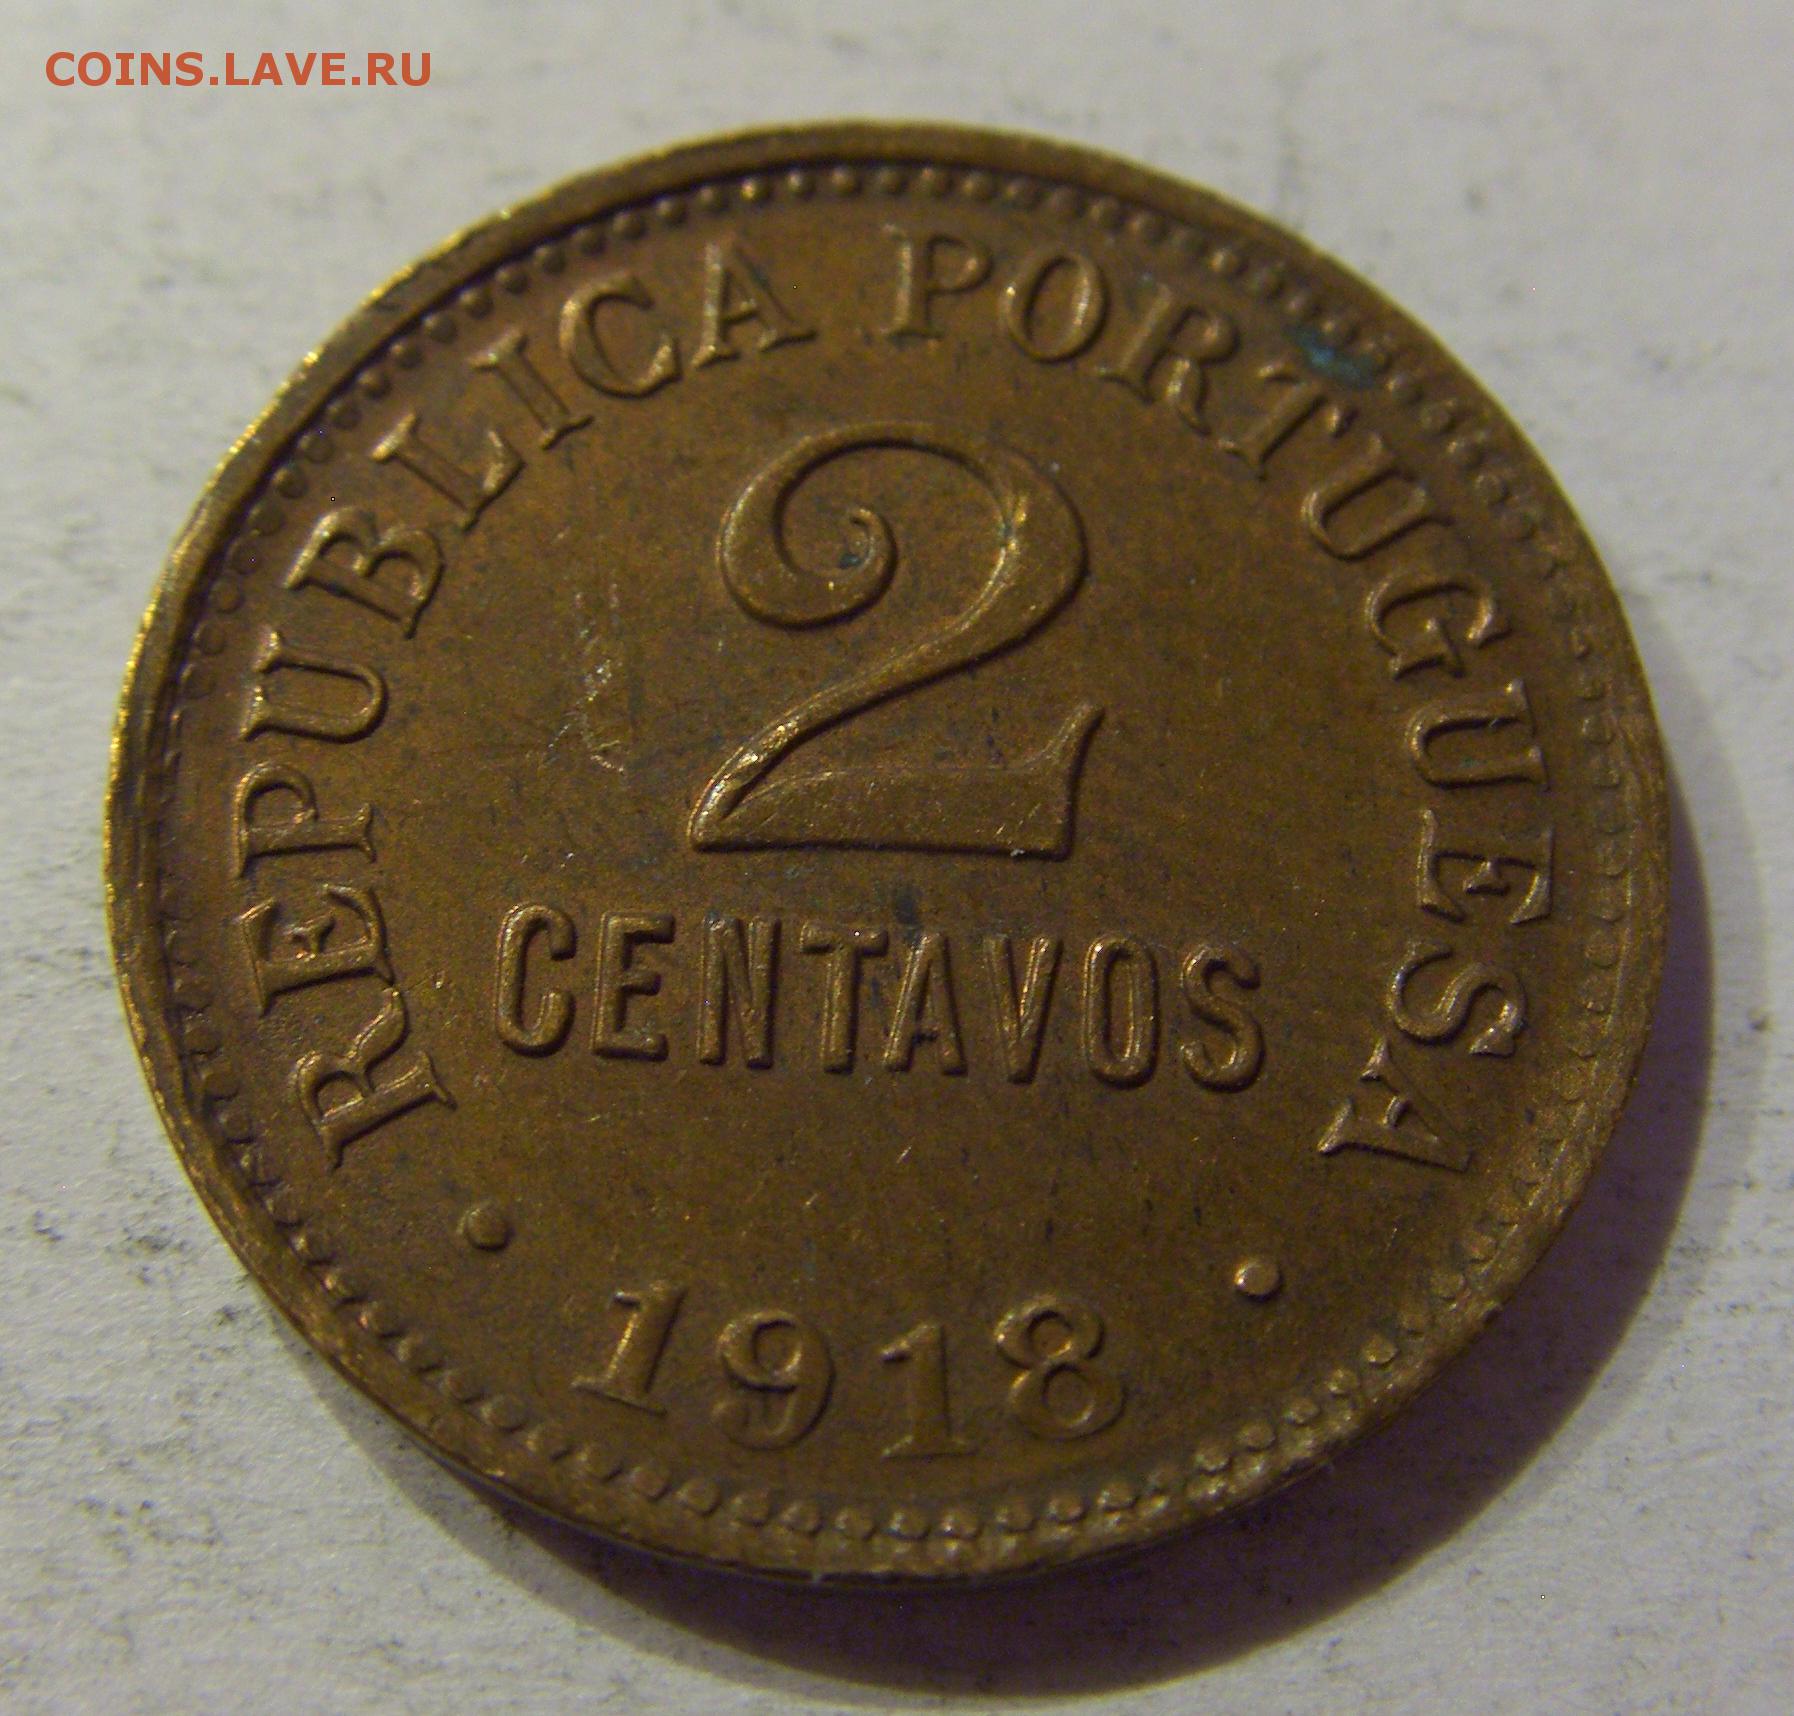 COINS.LAVE.RU
REPUBLICA PORTUGUESA
2
CENTAVOS
• 1918 •